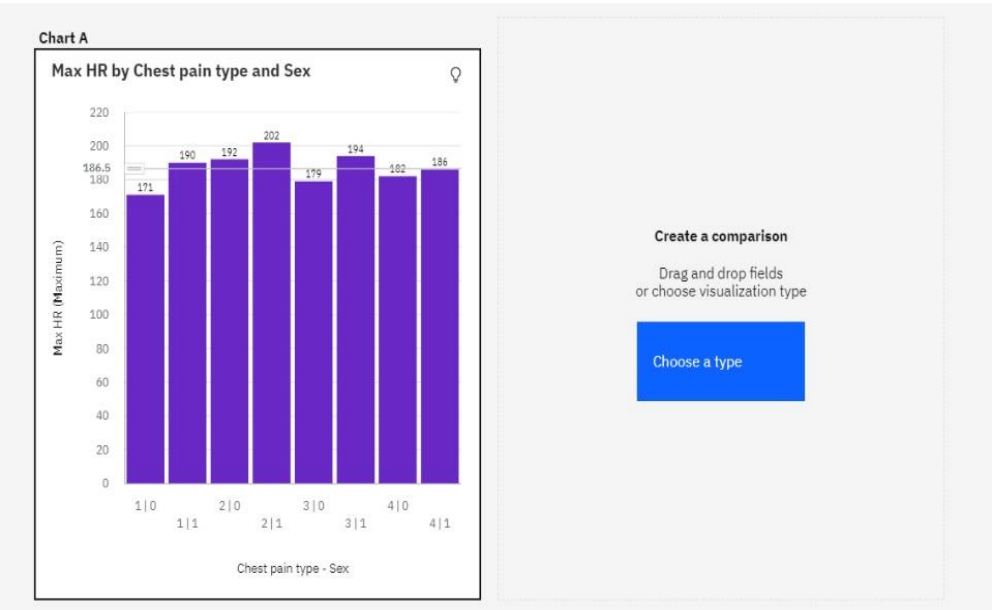 Chart A
Max HR by Chest pain type and Sex
220
202
200
194
192
190
186.5
186
182
180
179
171
160
140
120
100
80
60
40
20
0
Max HR (Maximum)
1|0 2|0 3|0 4|0
1|1 2|1 3|1 4|1
Chest pain type - Sex
Create a comparison
Drag and drop fields
or choose visualization type
Choose a type